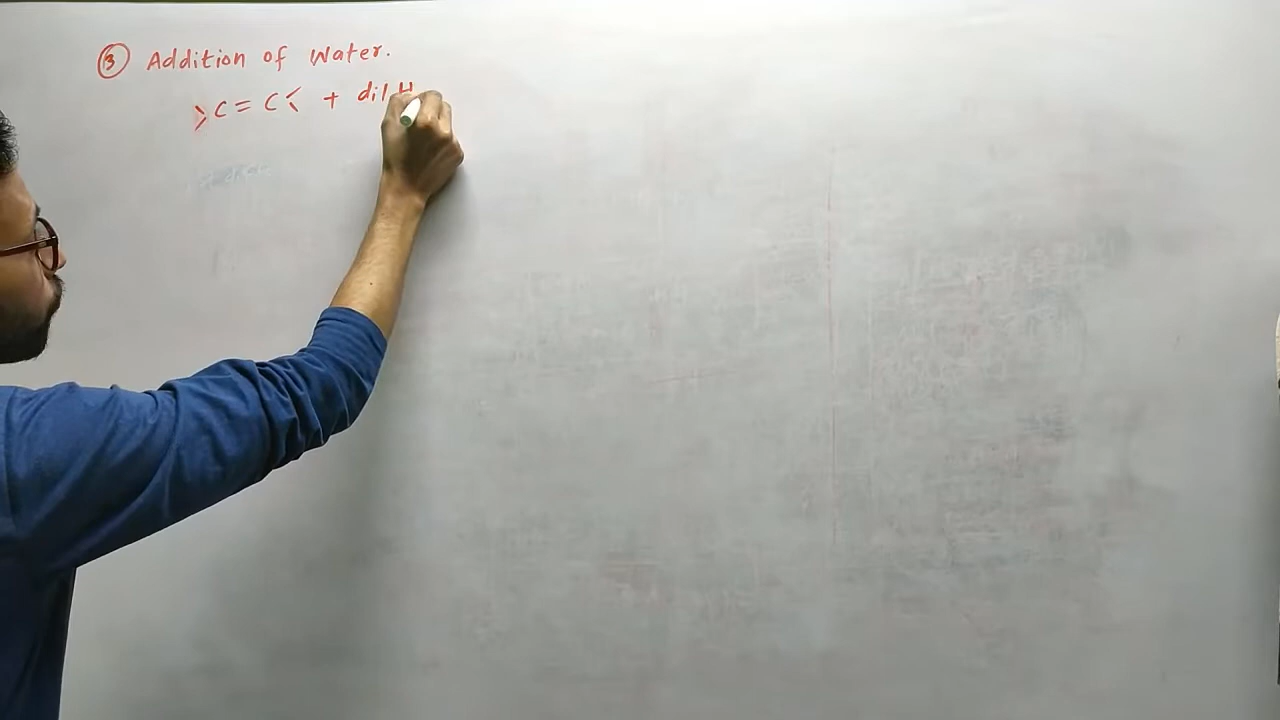 ③ Addition of Water.
>C=C< + dil H